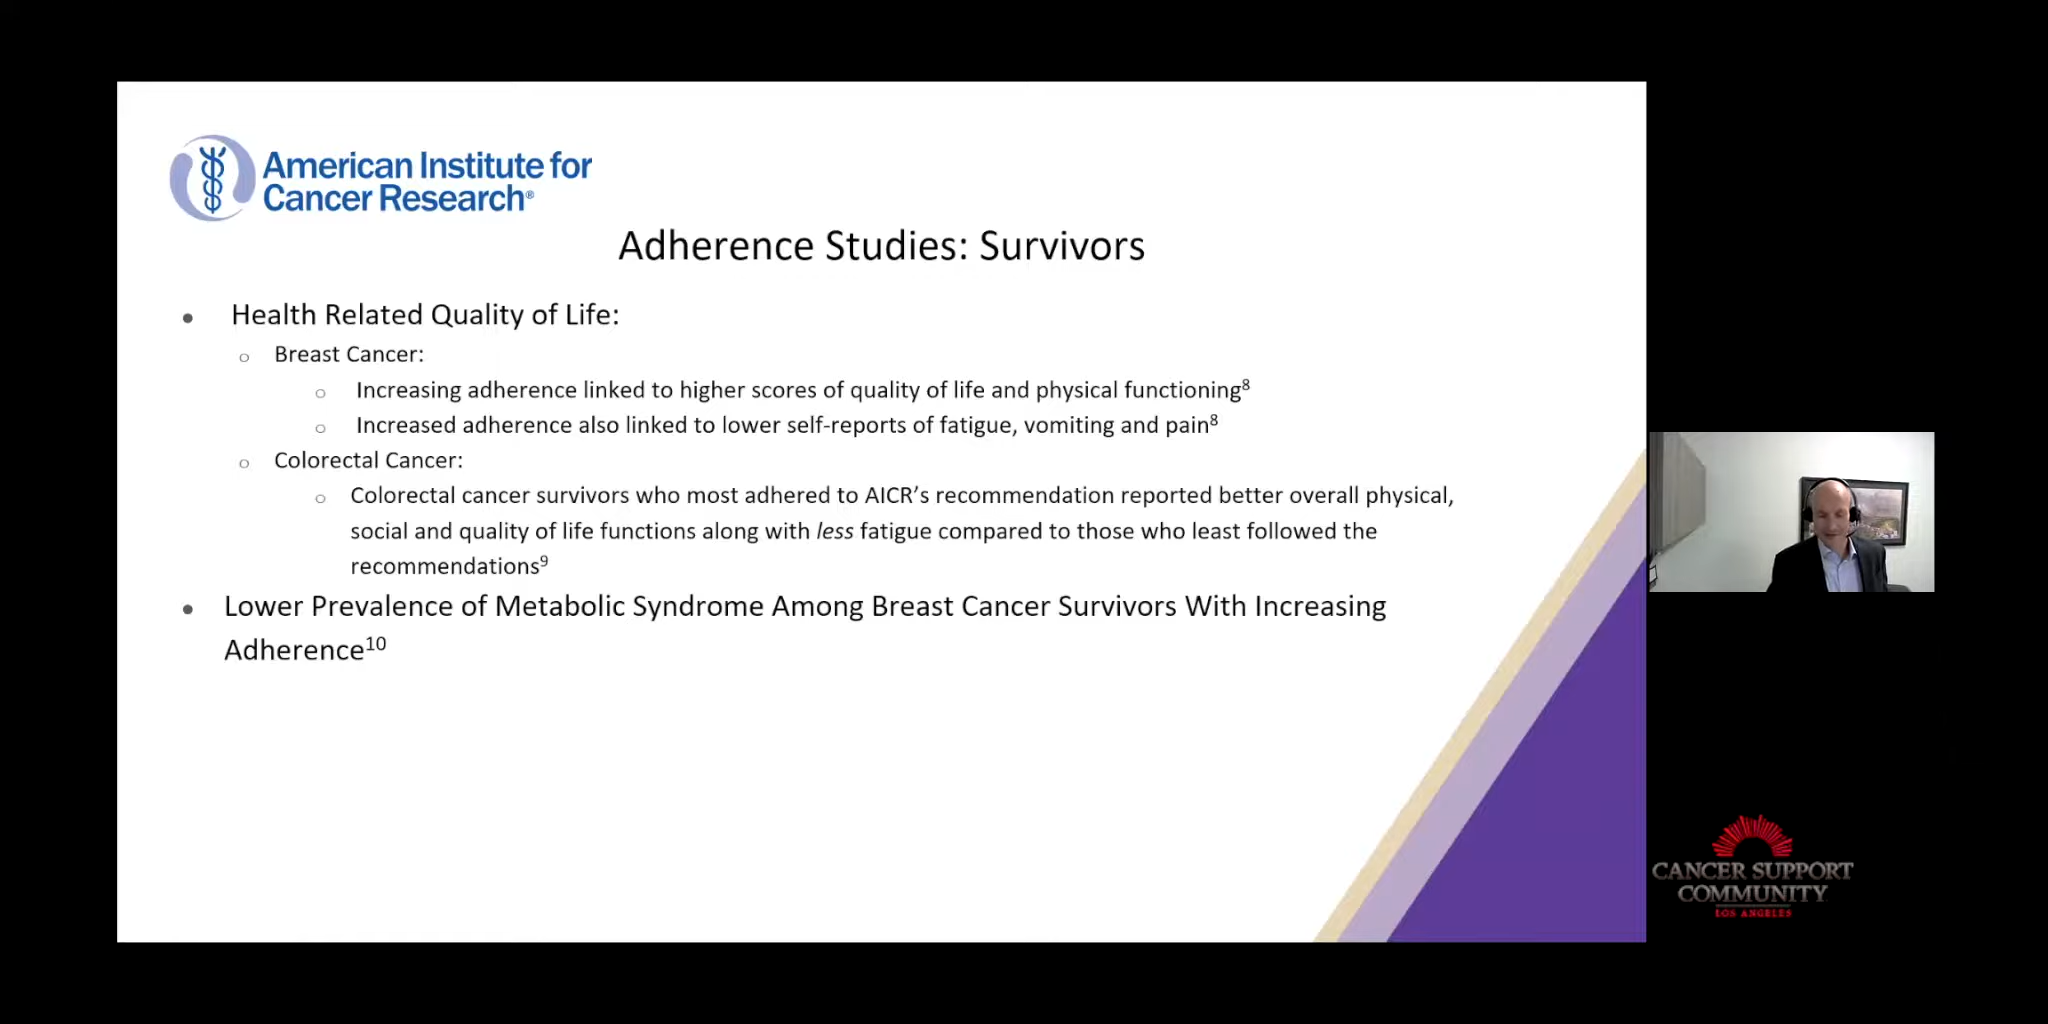 American Institute for
Cancer Research®
Adherence Studies: Survivors
● Health Related Quality of Life:
○ Breast Cancer:
○ Increasing adherence linked to higher scores of quality of life and physical functioning⁸
○ Increased adherence also linked to lower self-reports of fatigue, vomiting and pain⁸
○ Colorectal Cancer:
○ Colorectal cancer survivors who most adhered to AICR’s recommendation reported better overall physical,
social and quality of life functions along with less fatigue compared to those who least followed the
recommendations⁹
● Lower Prevalence of Metabolic Syndrome Among Breast Cancer Survivors With Increasing
Adherence¹⁰
CANCER SUPPORT
COMMUNITY
LOS ANGELES